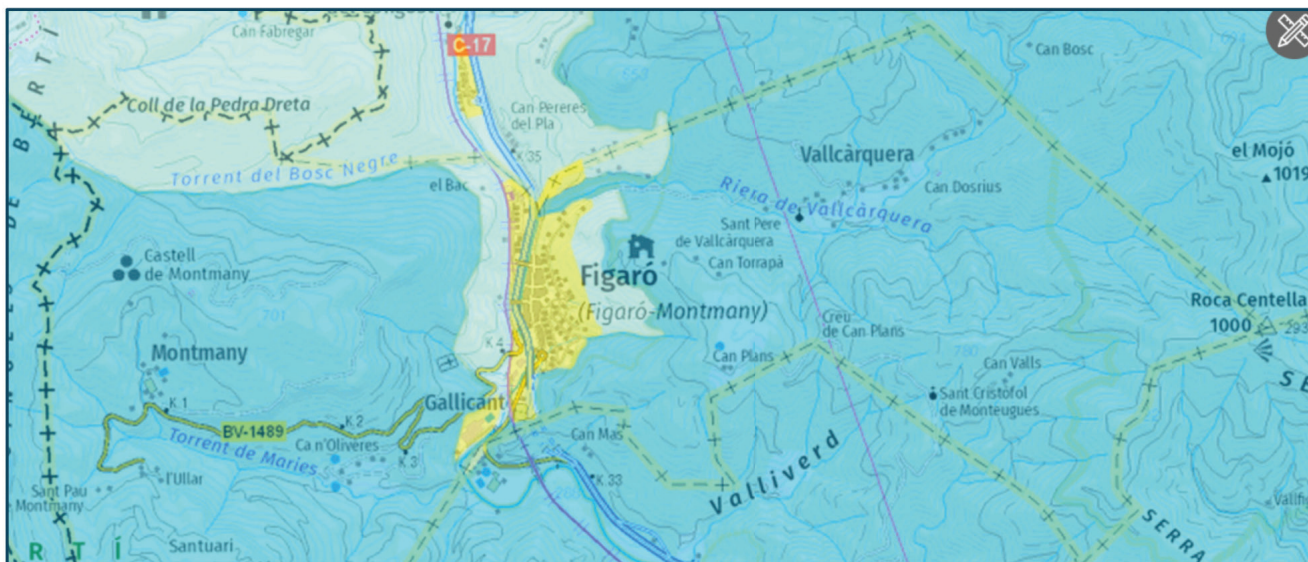 Can Fàbregar
C-17
Can Bosc
BERTÍ
Coll de la Pedra Dreta
Can Pereres
del Pla
K 35
Vallcàrquera
el Mojó
1019
Torrent del Bosc Negre
el Bac
Riera de Vallcàrquera
Can Dosrius
Sant Pere
de Vallcàrquera
Castell
de Montmany
Figaró
(Figaró-Montmany)
Can Torrapà
701
Creu
de Can Plans
Roca Centella
1000
Montmany
K 4
Can Plans
780
Can Valls
Gallicant
Sant Cristòfol
de Monteugues
K 1
K 2
BV-1489
Ca n'Oliveres
K 3
Torrent de Maries
Can Mas
Valliverd
l'Ullar
K 33
Sant Pau
Montmany
SERRA
Santuari
R T Í